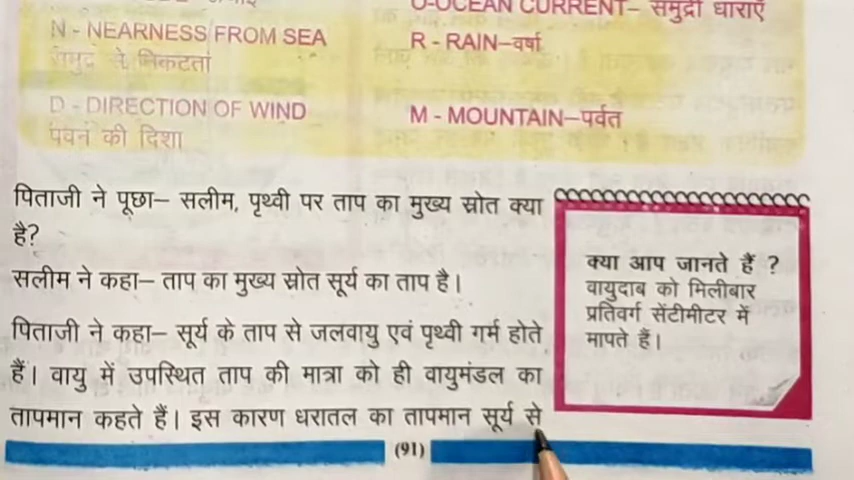 O-OCEAN CURRENT– समुद्री धाराएँ
N - NEARNESS FROM SEA
समुद्र से निकटता
R - RAIN–वर्षा
D - DIRECTION OF WIND
पवन की दिशा
M - MOUNTAIN–पर्वत
पिताजी ने पूछा– सलीम, पृथ्वी पर ताप का मुख्य स्रोत क्या
है?
सलीम ने कहा– ताप का मुख्य स्रोत सूर्य का ताप है।
पिताजी ने कहा– सूर्य के ताप से जलवायु एवं पृथ्वी गर्म होते
हैं। वायु में उपस्थित ताप की मात्रा को ही वायुमंडल का
तापमान कहते हैं। इस कारण धरातल का तापमान सूर्य से
क्या आप जानते हैं ?
वायुदाब को मिलीबार
प्रतिवर्ग सेंटीमीटर में
मापते हैं।
(91)